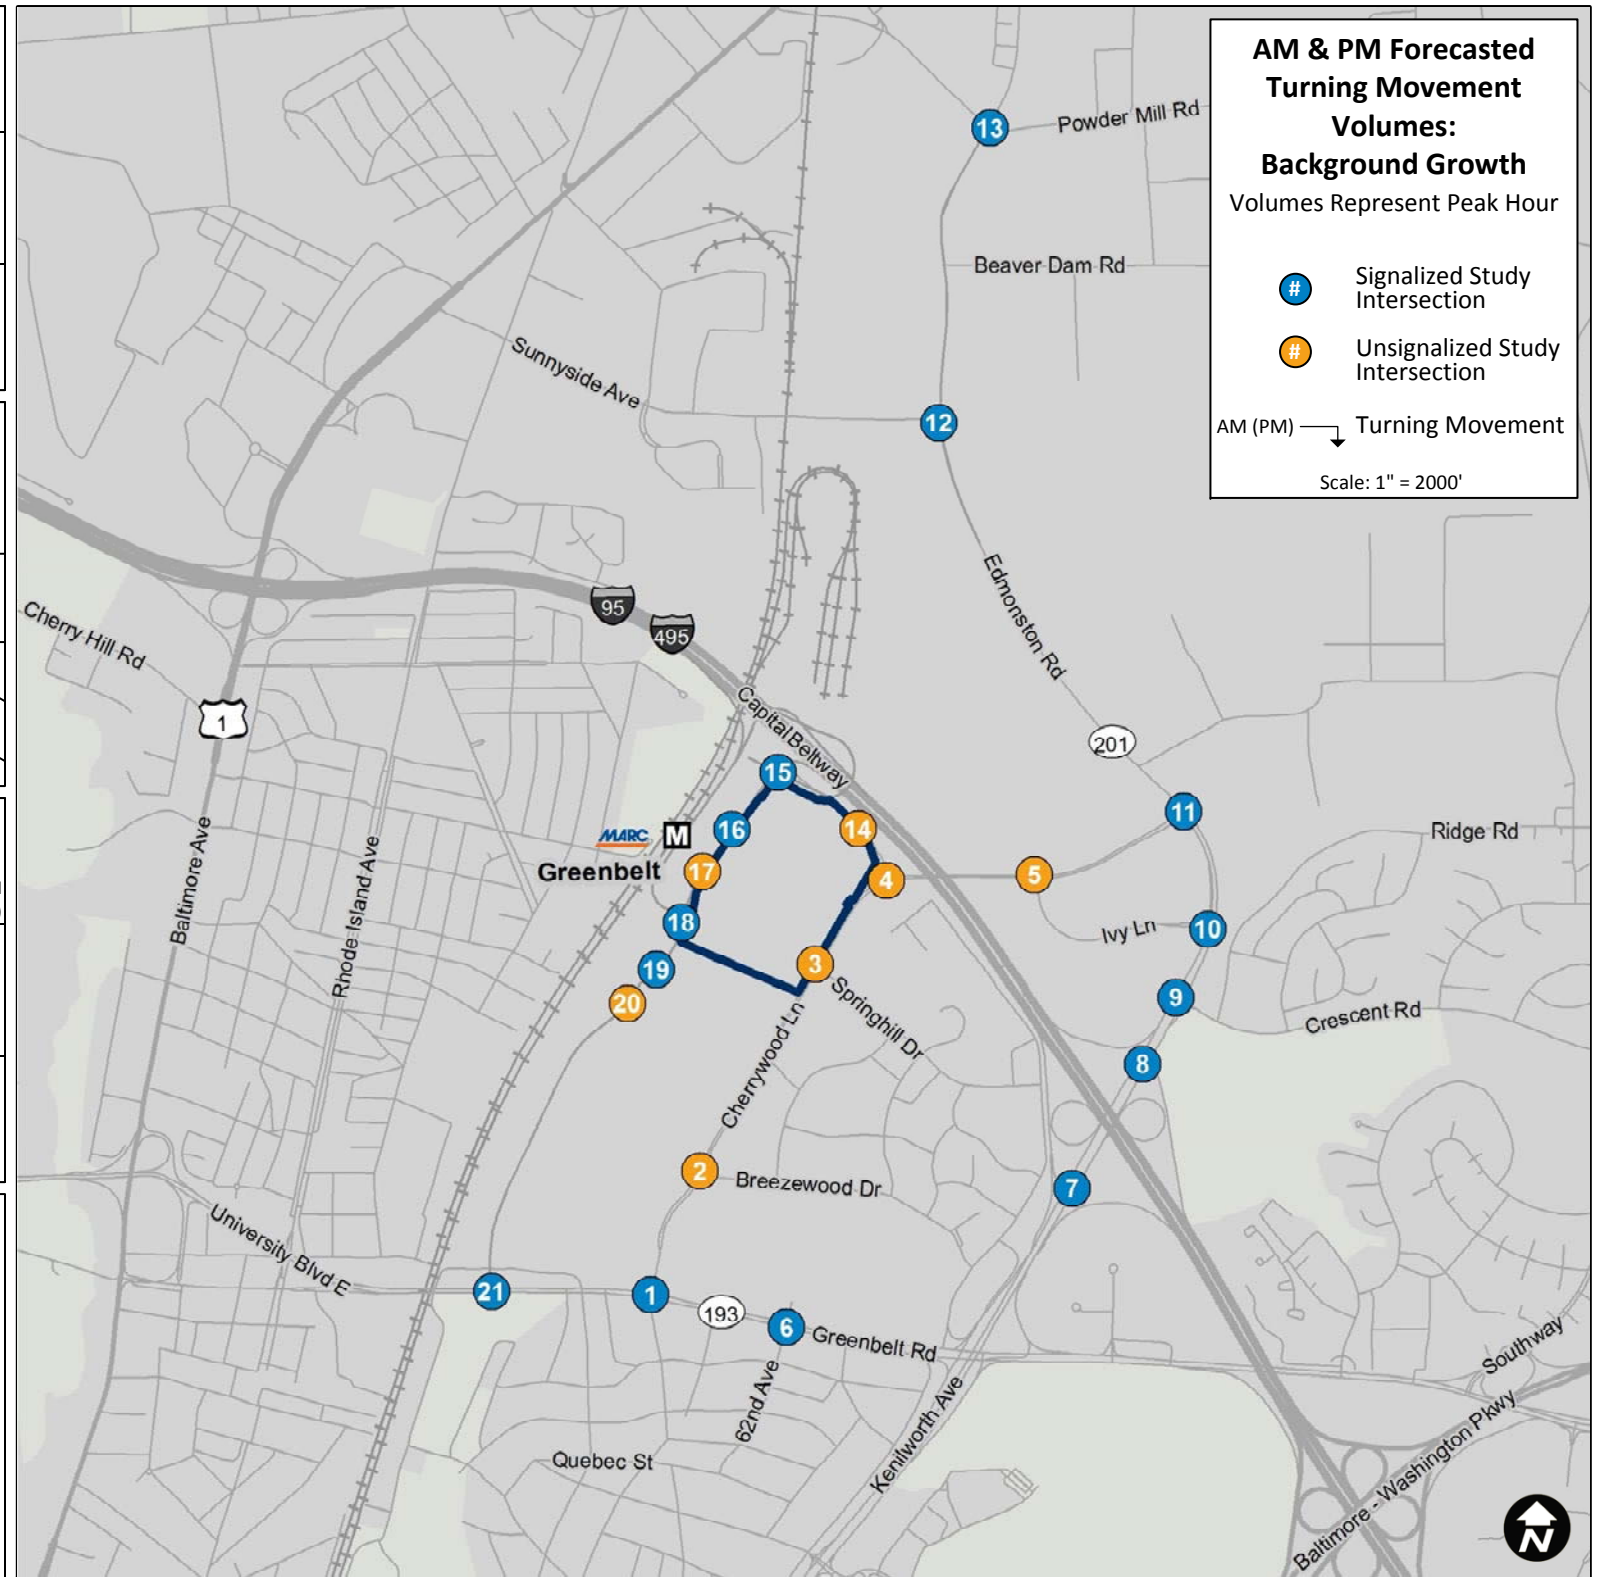 AM & PM Forecasted
Turning Movement
Volumes:
Background Growth
Volumes Represent Peak Hour
# Signalized Study
Intersection
# Unsignalized Study
Intersection
AM (PM) Turning Movement
Scale: 1" = 2000'
13
Powder Mill Rd
Beaver Dam Rd
Sunnyside Ave
12
Edmonston Rd
95
495
Cherry Hill Rd
1
Capital Beltway
201
15
11
16
14
Ridge Rd
MARC M
Greenbelt
17
4
5
Baltimore Ave
Rhode Island Ave
18
Ivy Ln
10
19
3
20
Springhill Dr
9
Crescent Rd
8
Cherrywood Ln
2
Breezewood Dr
7
University Blvd E
21
1
193
6
Greenbelt Rd
62nd Ave
Kenilworth Ave
Southway
Quebec St
Baltimore - Washington Pkwy
N